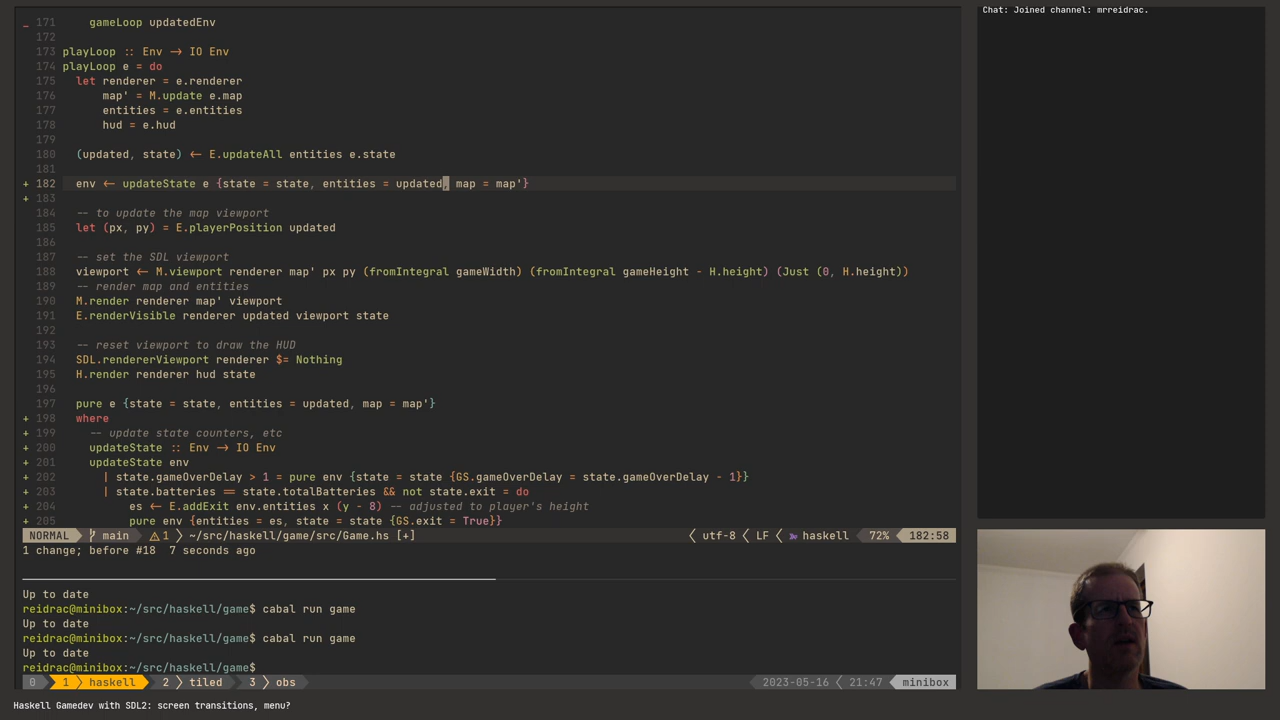 Chat: Joined channel: mrreidrac.
_ 171     gameLoop updatedEnv
172
173 playLoop :: Env → IO Env
174 playLoop e = do
175   let renderer = e.renderer
176       map' = M.update e.map
177       entities = e.entities
178       hud = e.hud
179
180   (updated, state) ← E.updateAll entities e.state
181
+ 182   env ← updateState e {state = state, entities = updated, map = map'}
+ 183
184   -- to update the map viewport
185   let (px, py) = E.playerPosition updated
186
187   -- set the SDL viewport
188   viewport ← M.viewport renderer map' px py (fromIntegral gameWidth) (fromIntegral gameHeight - H.height) (Just (0, H.height))
189   -- render map and entities
190   M.render renderer map' viewport
191   E.renderVisible renderer updated viewport state
192
193   -- reset viewport to draw the HUD
194   SDL.rendererViewport renderer $= Nothing
195   H.render renderer hud state
196
197   pure e {state = state, entities = updated, map = map'}
+ 198   where
+ 199     -- update state counters, etc
+ 200     updateState :: Env → IO Env
+ 201     updateState env
+ 202       | state.gameOverDelay > 1 = pure env {state = state {GS.gameOverDelay = state.gameOverDelay - 1}}
+ 203       | state.batteries == state.totalBatteries && not state.exit = do
+ 204           es ← E.addExit env.entities x (y - 8) -- adjusted to player's height
+ 205           pure env {entities = es, state = state {GS.exit = True}}
NORMAL main ⚠1 ~/src/haskell/game/src/Game.hs [+] utf-8 LF haskell 72% 182:58
1 change; before #18  7 seconds ago
Up to date
reidrac@minibox:~/src/haskell/game$ cabal run game
Up to date
reidrac@minibox:~/src/haskell/game$ cabal run game
Up to date
reidrac@minibox:~/src/haskell/game$
0 1 haskell 2 tiled 3 obs 2023-05-16 21:47 minibox
Haskell Gamedev with SDL2: screen transitions, menu?